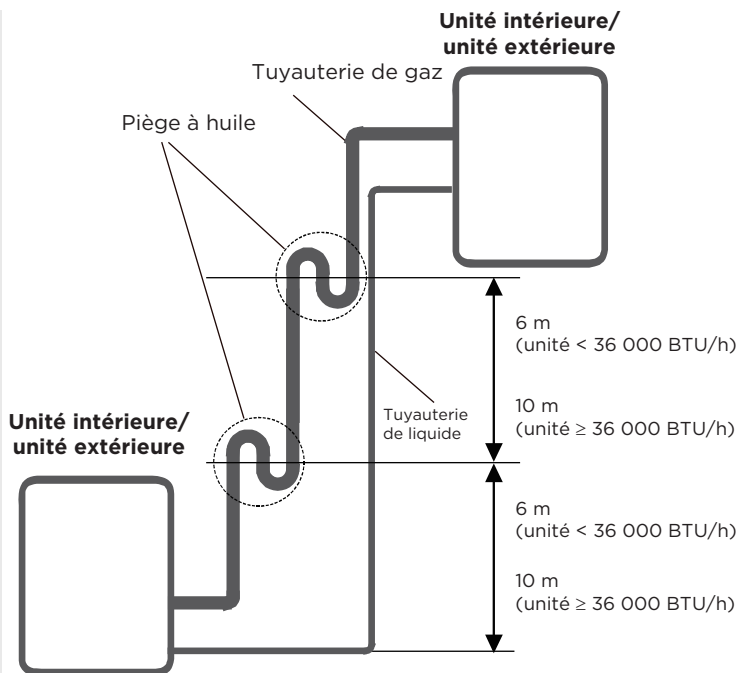 Unité intérieure/
unité extérieure
Tuyauterie de gaz
Piège à huile
6 m
(unité < 36 000 BTU/h)
10 m
(unité ≥ 36 000 BTU/h)
Tuyauterie
de liquide
Unité intérieure/
unité extérieure
6 m
(unité < 36 000 BTU/h)
10 m
(unité ≥ 36 000 BTU/h)